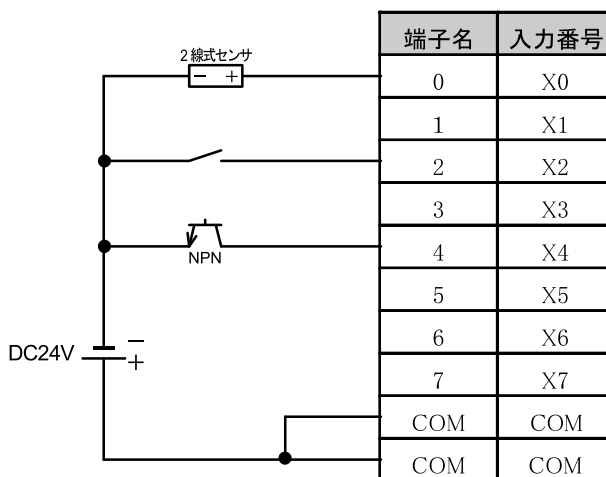 2線式センサ
− +
NPN
DC24V
−
+
端子名 入力番号
0 X0
1 X1
2 X2
3 X3
4 X4
5 X5
6 X6
7 X7
COM COM
COM COM